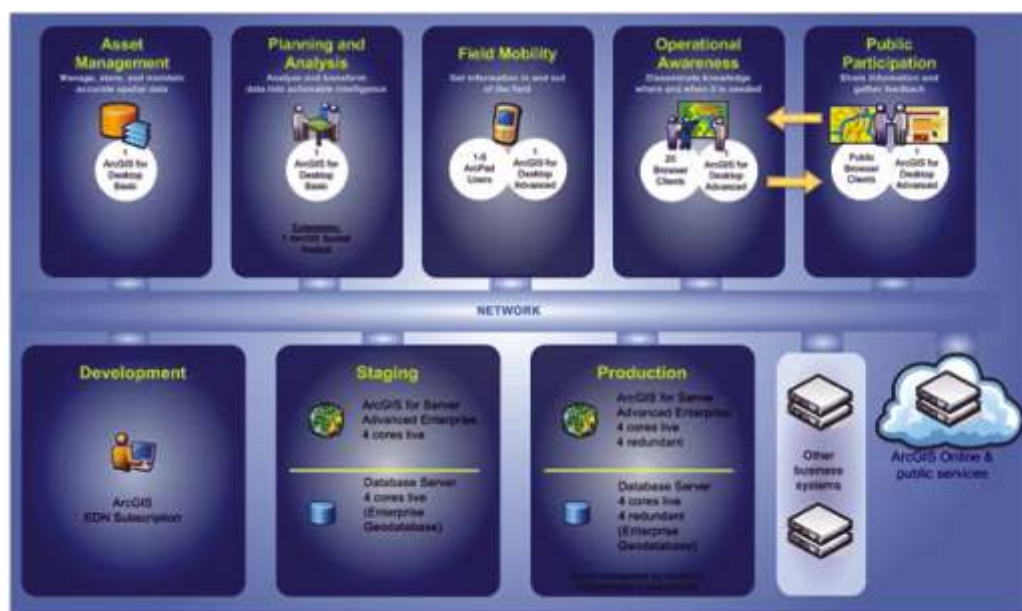 Asset
Management
Manage, store, and maintain
accurate spatial data
1
ArcGIS for
Desktop
Basic
Planning and
Analysis
Analyze and transform
data into actionable intelligence
1
ArcGIS for
Desktop
Basic
Extensions:
1 ArcGIS Spatial
Analyst
Field Mobility
Get information in and out
of the field
ArcPad
Users
1
ArcGIS for
Desktop
Advanced
Operational
Awareness
Disseminate knowledge
where and when it is needed
Browser
Clients
1
ArcGIS for
Desktop
Advanced
Public
Participation
Share information and
gather feedback
Public
Browser
Clients
1
ArcGIS for
Desktop
Advanced
NETWORK
Development
ArcGIS
EDN Subscription
Staging
ArcGIS for Server
Advanced Enterprise
4 cores live
Database Server
4 cores live
(Enterprise
Geodatabase)
Production
ArcGIS for Server
Advanced Enterprise
4 cores live
4 redundant
Database Server
4 cores live
4 redundant
(Enterprise
Geodatabase)
Other
business
systems
ArcGIS Online &
public services